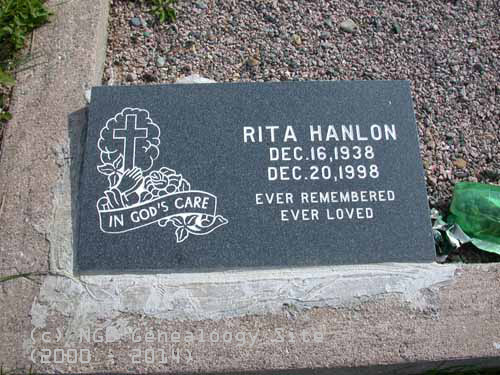 RITA HANLON
DEC.16,1938
DEC.20,1998
EVER REMEMBERED
EVER LOVED
IN GOD'S CARE
(c) NGB Genealogy Site
(2000 - 2014)